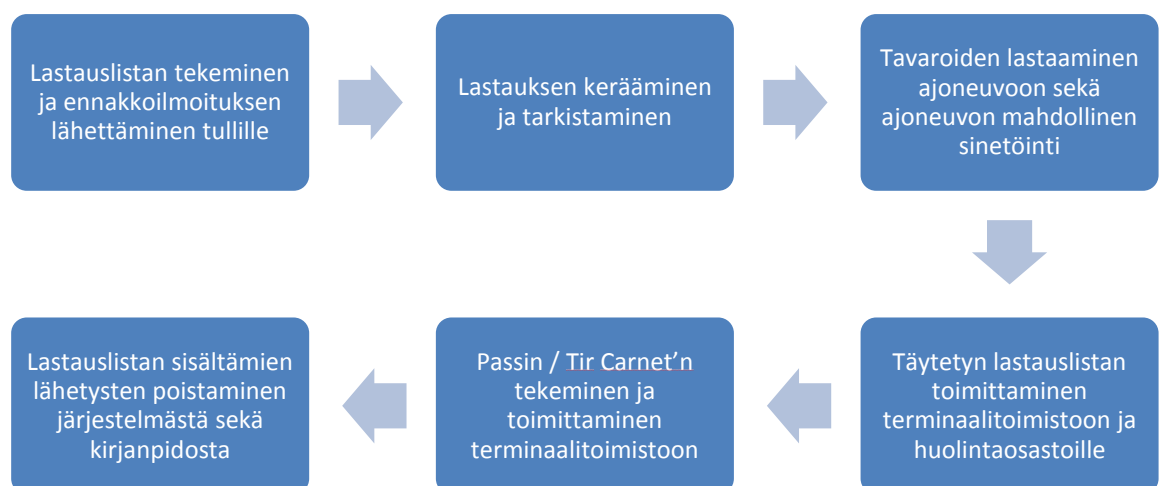 Lastauslistan tekeminen
ja ennakkoilmoituksen
lähettäminen tullille
Lastauksen kerääminen
ja tarkistaminen
Tavaroiden lastaaminen
ajoneuvoon sekä
ajoneuvon mahdollinen
sinetöinti
Täytetyn lastauslistan
toimittaminen
terminaalitoimistoon ja
huolintaosastoille
Passin / Tir Carnet’n
tekeminen ja
toimittaminen
terminaalitoimistoon
Lastauslistan sisältämien
lähetysten poistaminen
järjestelmästä sekä
kirjanpidosta